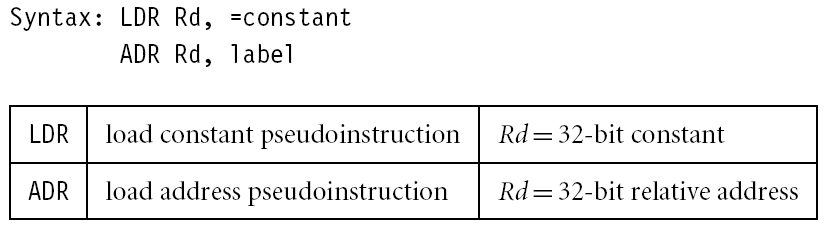 Syntax: LDR Rd, =constant
ADR Rd, label
LDR load constant pseudoinstruction Rd = 32-bit constant
ADR load address pseudoinstruction Rd = 32-bit relative address